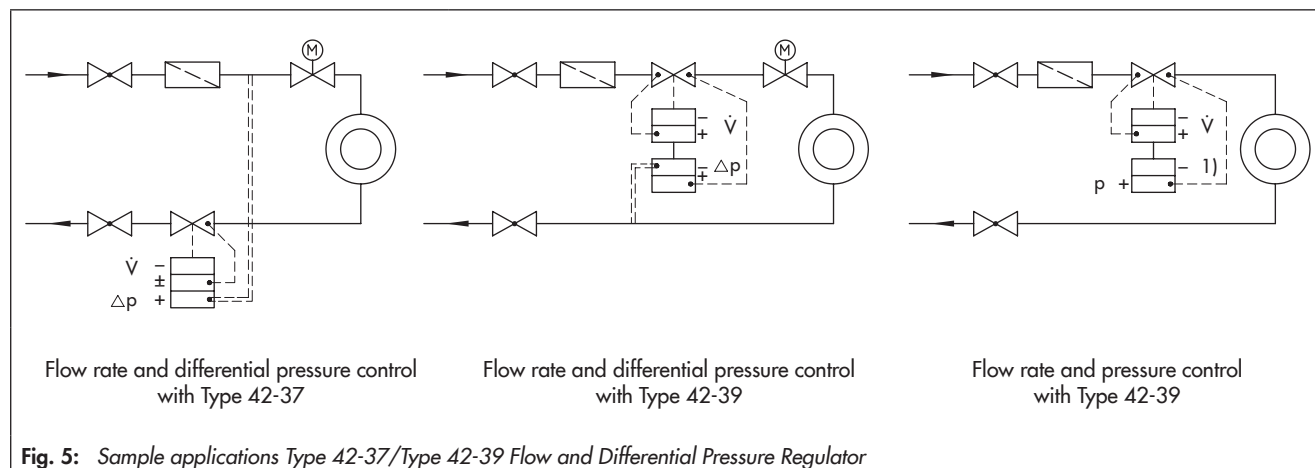 M
V̇ −
±
△p +
Flow rate and differential pressure control
with Type 42-37
M
−
+ V̇
− △p
+
Flow rate and differential pressure control
with Type 42-39
−
+ V̇
− 1)
p +
Flow rate and pressure control
with Type 42-39
Fig. 5: Sample applications Type 42-37/Type 42-39 Flow and Differential Pressure Regulator